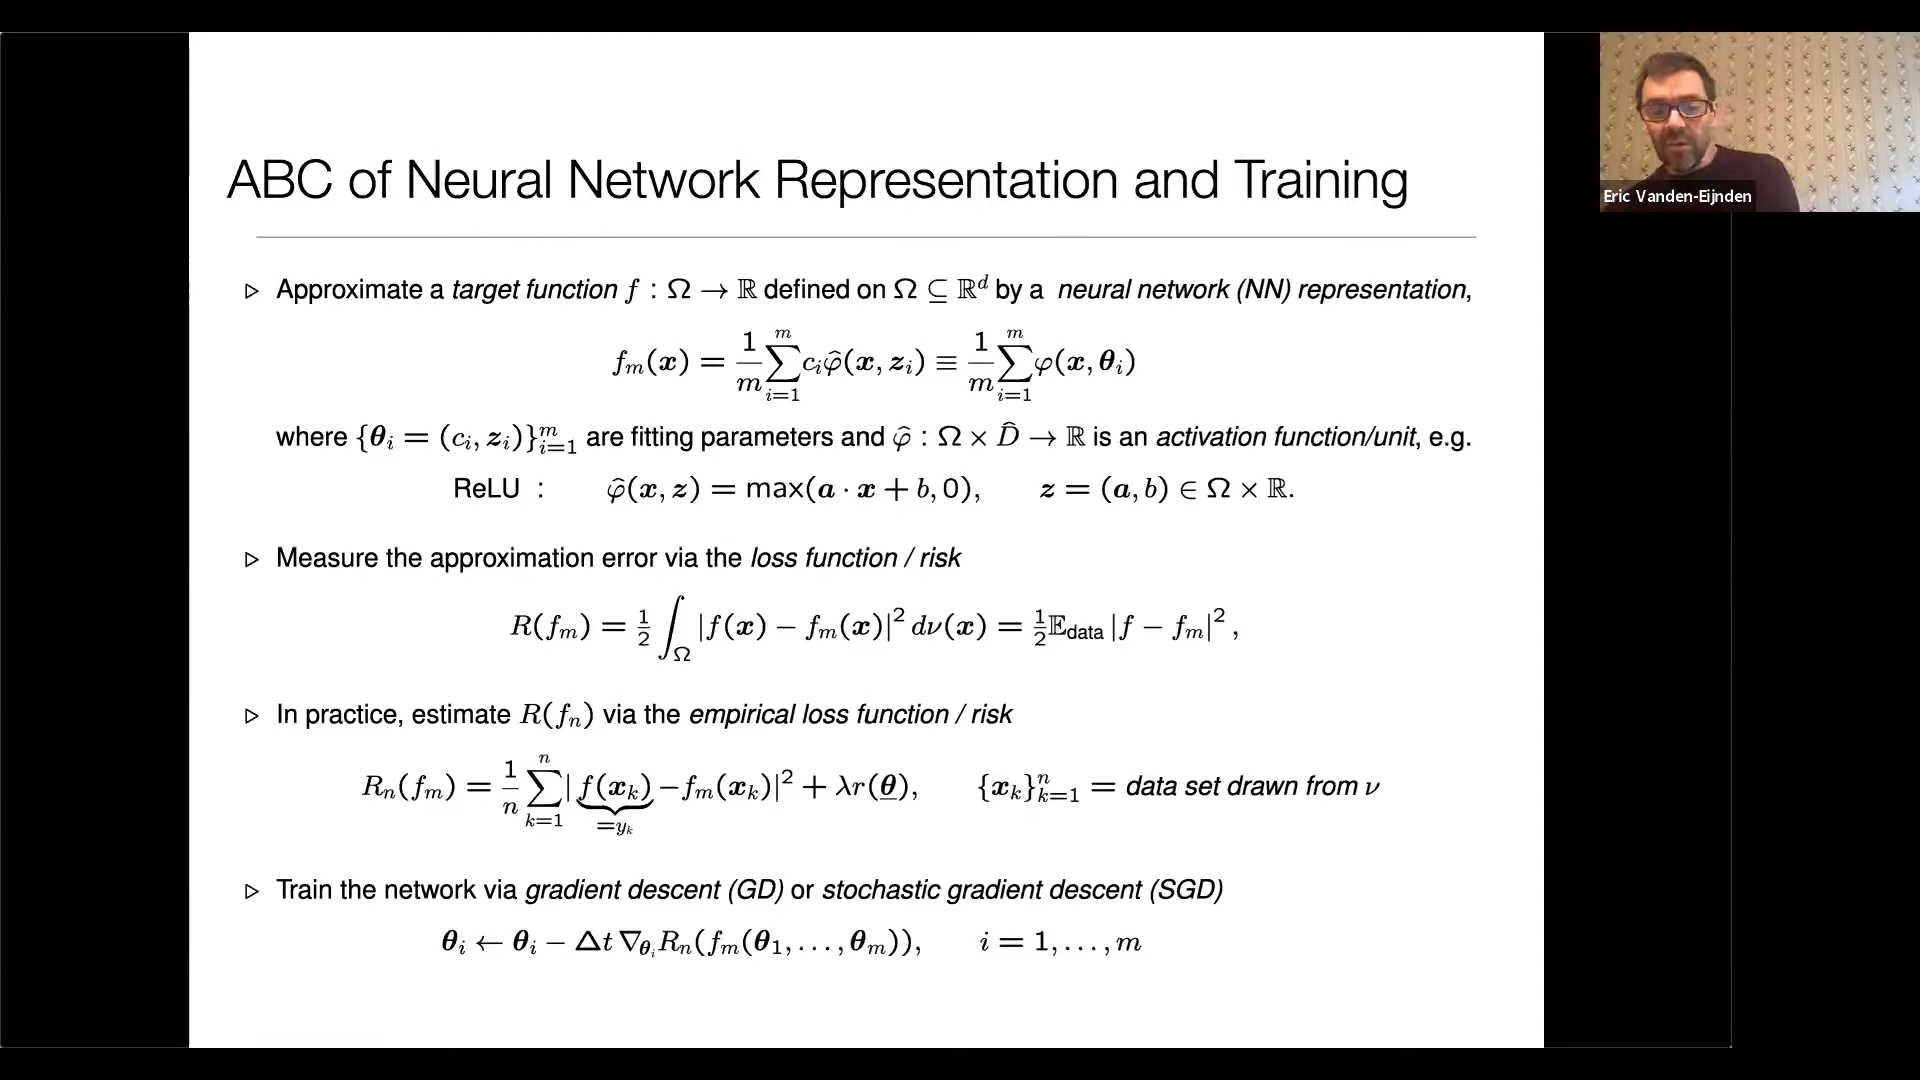 ABC of Neural Network Representation and Training
▷ Approximate a target function f : Ω → ℝ defined on Ω ⊆ ℝ^d by a neural network (NN) representation,
f_m(x) = 1/m ∑_{i=1}^{m} c_i φ̂(x, z_i) ≡ 1/m ∑_{i=1}^{m} φ(x, θ_i)
where {θ_i = (c_i, z_i)}_{i=1}^{m} are fitting parameters and φ̂ : Ω × D̂ → ℝ is an activation function/unit, e.g.
ReLU : φ̂(x, z) = max(a · x + b, 0), z = (a, b) ∈ Ω × ℝ.
▷ Measure the approximation error via the loss function / risk
R(f_m) = 1/2 ∫_Ω |f(x) − f_m(x)|² dν(x) = 1/2 𝔼_data |f − f_m|² ,
▷ In practice, estimate R(f_n) via the empirical loss function / risk
R_n(f_m) = 1/n ∑_{k=1}^{n} | f(x_k) − f_m(x_k)|² + λr(θ), {x_k}_{k=1}^{n} = data set drawn from ν
=y_k
▷ Train the network via gradient descent (GD) or stochastic gradient descent (SGD)
θ_i ← θ_i − Δt ∇_{θ_i} R_n(f_m(θ_1, . . . , θ_m)), i = 1, . . . , m
Eric Vanden-Eijnden